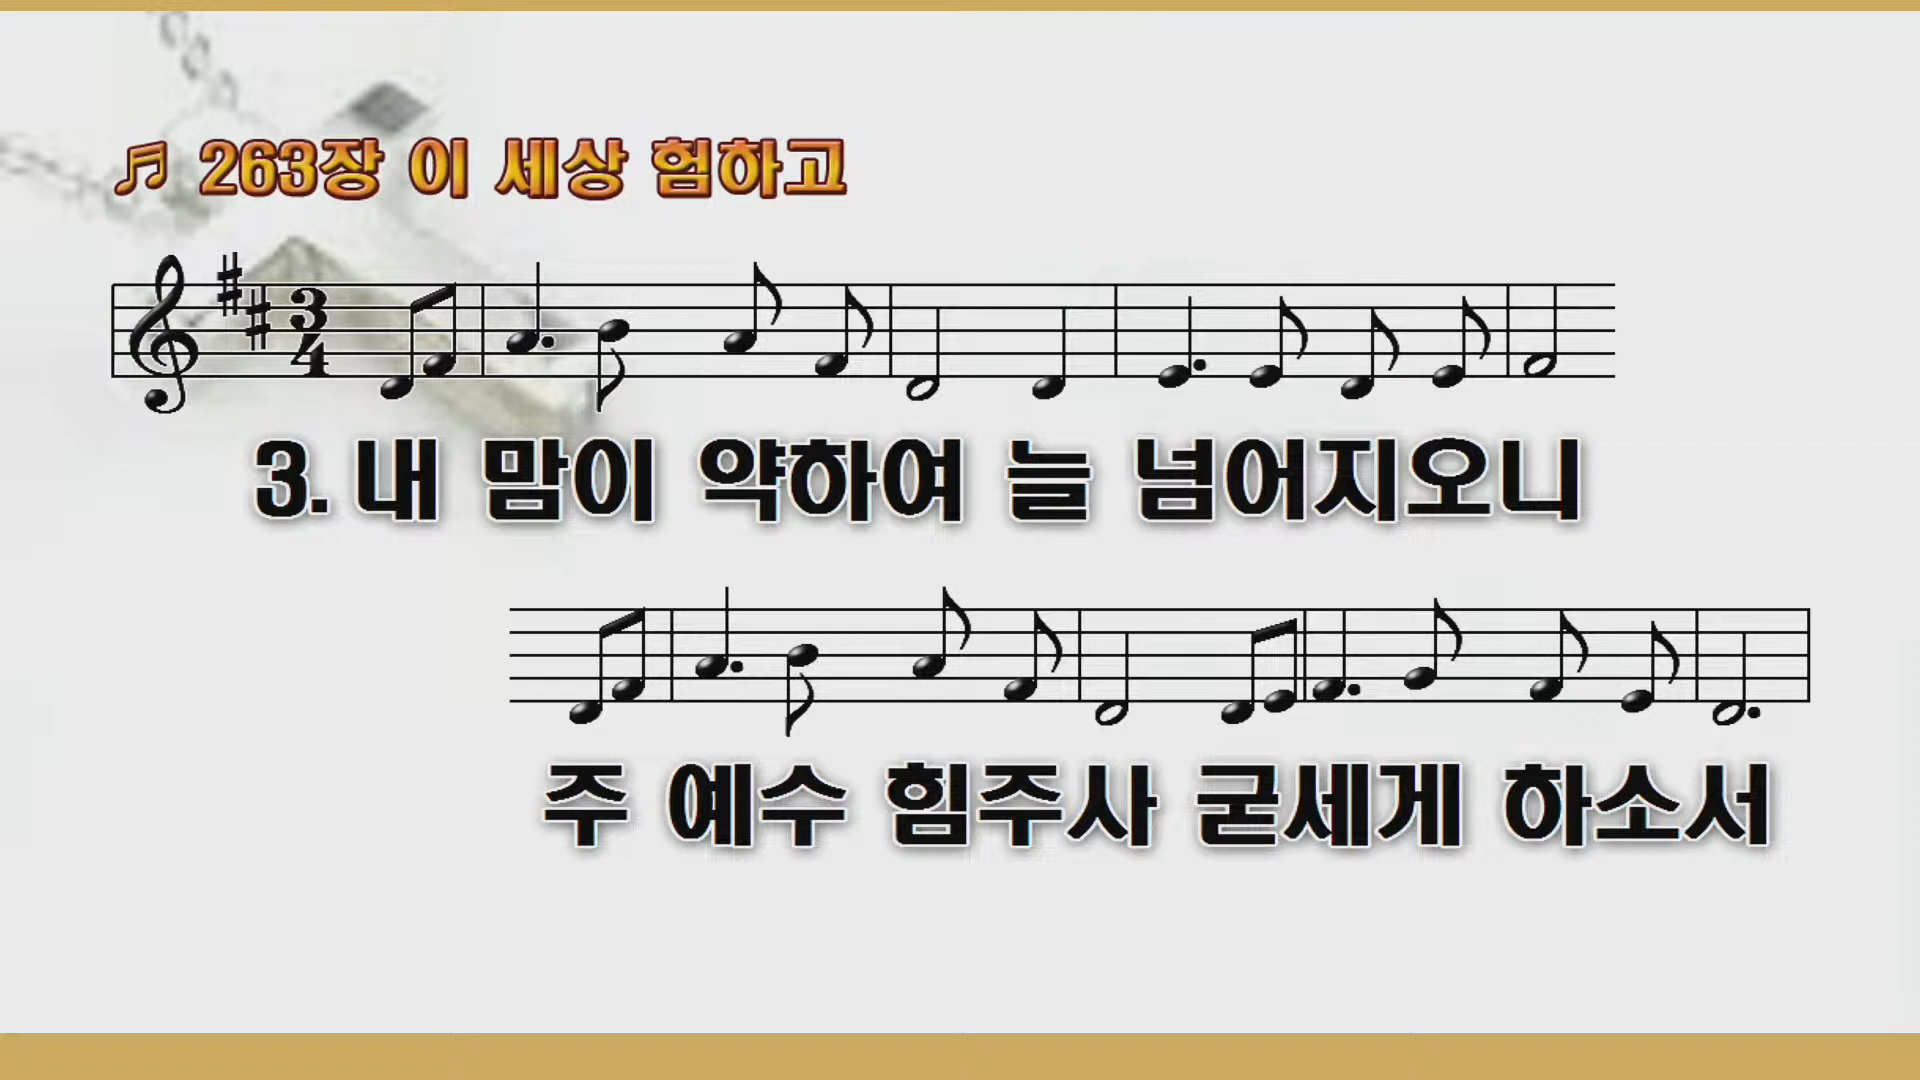 ♬ 263장 이 세상 험하고
3. 내 맘이 약하여 늘 넘어지오니
주 예수 힘주사 굳세게 하소서